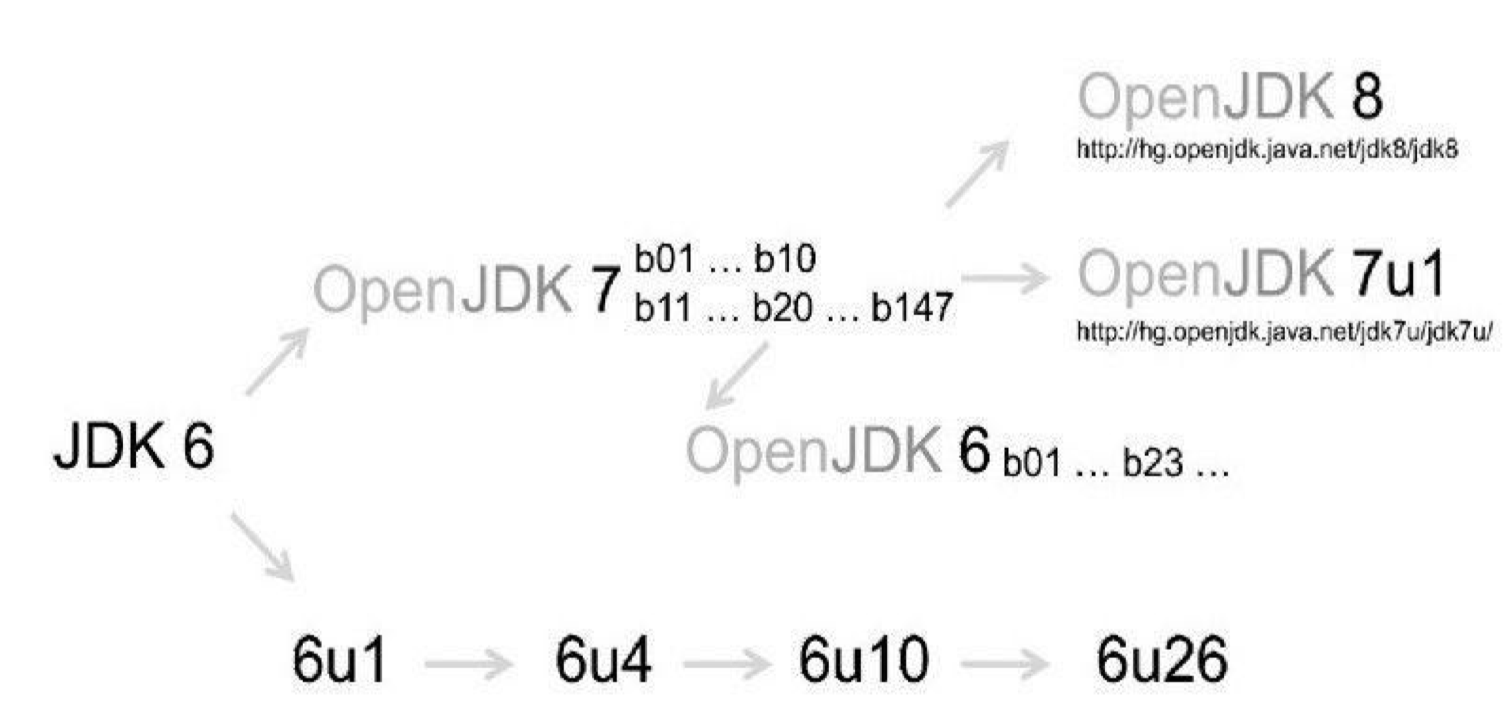 OpenJDK 8
http://hg.openjdk.java.net/jdk8/jdk8
OpenJDK 7 b01 ... b10
b11 ... b20 ... b147
OpenJDK 7u1
http://hg.openjdk.java.net/jdk7u/jdk7u/
JDK 6
OpenJDK 6 b01 ... b23 ...
6u1 6u4 6u10 6u26